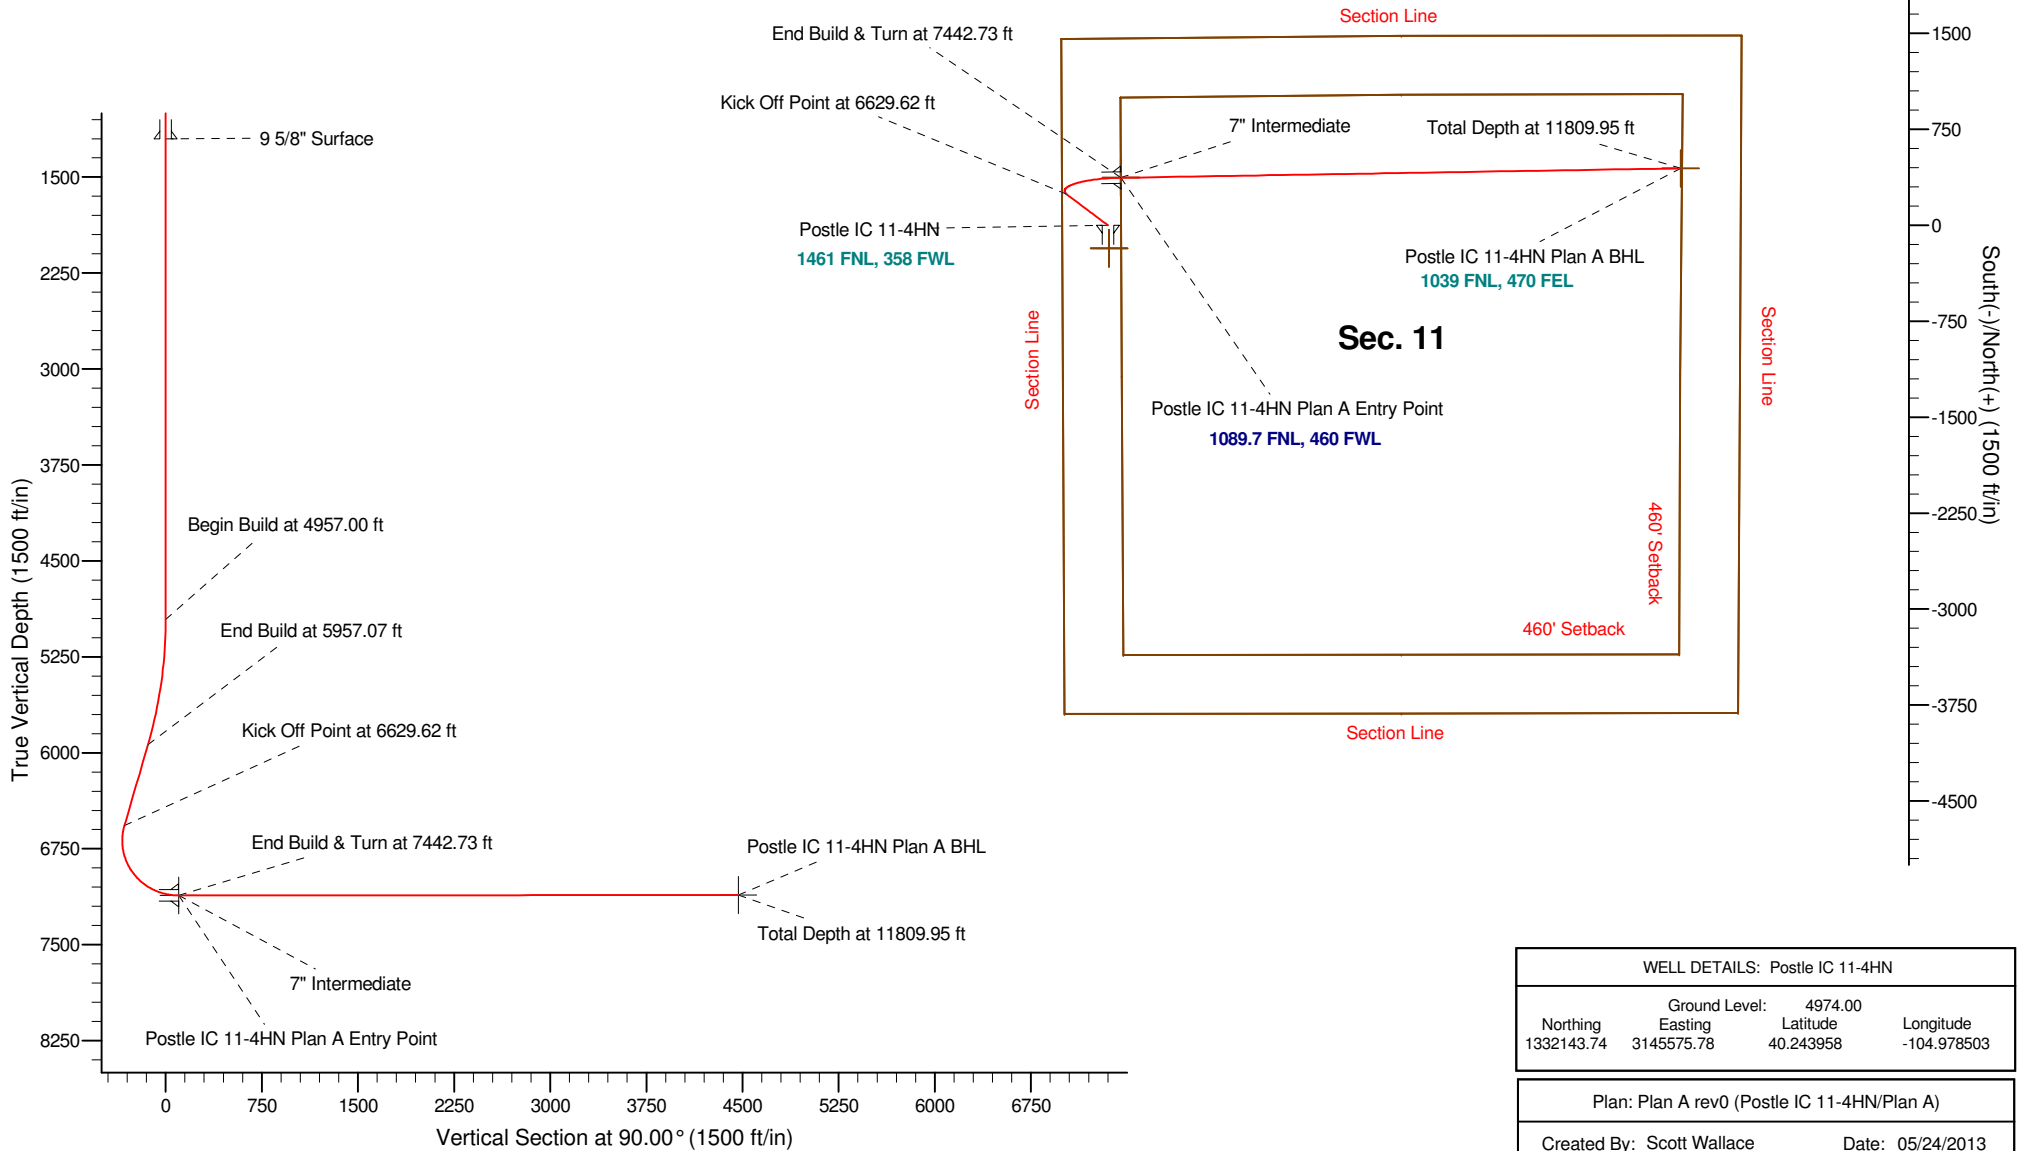 Section Line
End Build & Turn at 7442.73 ft
Kick Off Point at 6629.62 ft
7" Intermediate
Total Depth at 11809.95 ft
Postle IC 11-4HN
1461 FNL, 358 FWL
Postle IC 11-4HN Plan A BHL
1039 FNL, 470 FEL
Section Line
Sec. 11
Section Line
Postle IC 11-4HN Plan A Entry Point
1089.7 FNL, 460 FWL
460' Setback
460' Setback
Section Line
1500
750
0
-750
-1500
-2250
-3000
-3750
-4500
South(-)/North(+) (1500 ft/in)
9 5/8" Surface
1500
2250
3000
3750
4500
5250
6000
6750
7500
8250
True Vertical Depth (1500 ft/in)
Begin Build at 4957.00 ft
End Build at 5957.07 ft
Kick Off Point at 6629.62 ft
End Build & Turn at 7442.73 ft
Postle IC 11-4HN Plan A BHL
Total Depth at 11809.95 ft
7" Intermediate
Postle IC 11-4HN Plan A Entry Point
0 750 1500 2250 3000 3750 4500 5250 6000 6750
Vertical Section at 90.00° (1500 ft/in)
WELL DETAILS: Postle IC 11-4HN
Ground Level: 4974.00
Northing Easting Latitude Longitude
1332143.74 3145575.78 40.243958 -104.978503
Plan: Plan A rev0 (Postle IC 11-4HN/Plan A)
Created By: Scott Wallace Date: 05/24/2013